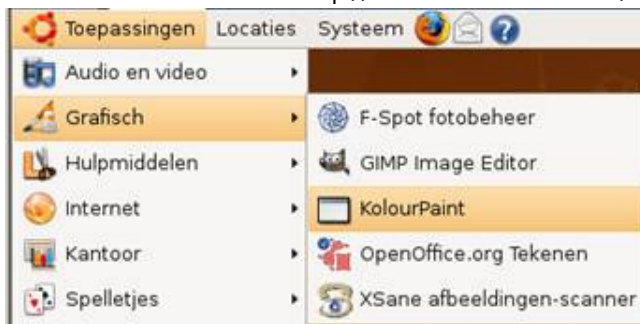 Toepassingen Locaties Systeem
Audio en video
Grafisch
Hulpmiddelen
Internet
Kantoor
Spelletjes
F-Spot fotobeheer
GIMP Image Editor
KolourPaint
OpenOffice.org Tekenen
XSane afbeeldingen-scanner